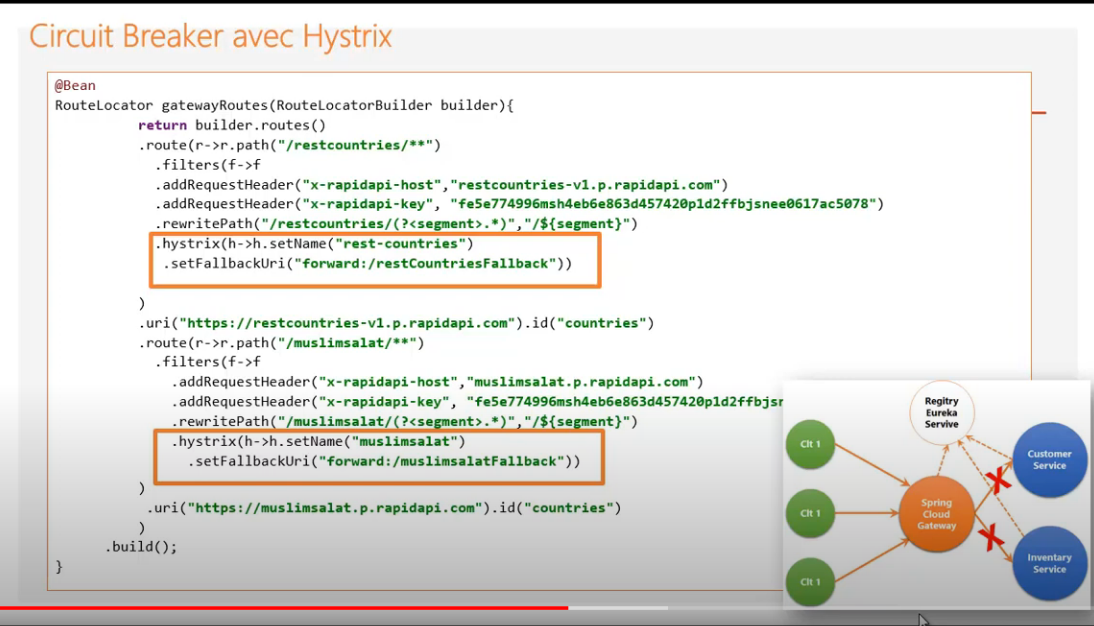 Circuit Breaker avec Hystrix
@Bean
RouteLocator gatewayRoutes(RouteLocatorBuilder builder){
return builder.routes()
.route(r->r.path("/restcountries/**")
.filters(f->f
.addRequestHeader("x-rapidapi-host","restcountries-v1.p.rapidapi.com")
.addRequestHeader("x-rapidapi-key", "fe5e774996msh4eb6e863d457420p1d2ffbjsnee0617ac5078")
.rewritePath("/restcountries/(?<segment>.*)","/${segment}")
.hystrix(h->h.setName("rest-countries")
.setFallbackUri("forward:/restCountriesFallback"))
)
.uri("https://restcountries-v1.p.rapidapi.com").id("countries")
.route(r->r.path("/muslimsalat/**")
.filters(f->f
.addRequestHeader("x-rapidapi-host","muslimsalat.p.rapidapi.com")
.addRequestHeader("x-rapidapi-key", "fe5e774996msh4eb6e863d457420p1d2ffbjsn
.rewritePath("/muslimsalat/(?<segment>.*)","/${segment}")
.hystrix(h->h.setName("muslimsalat")
.setFallbackUri("forward:/muslimsalatFallback"))
)
.uri("https://muslimsalat.p.rapidapi.com").id("countries")
)
.build();
}
Regitry
Eureka
Servive
Clt 1
Customer
Service
Clt 1
Spring
Cloud
Gateway
Inventary
Service
Clt 1